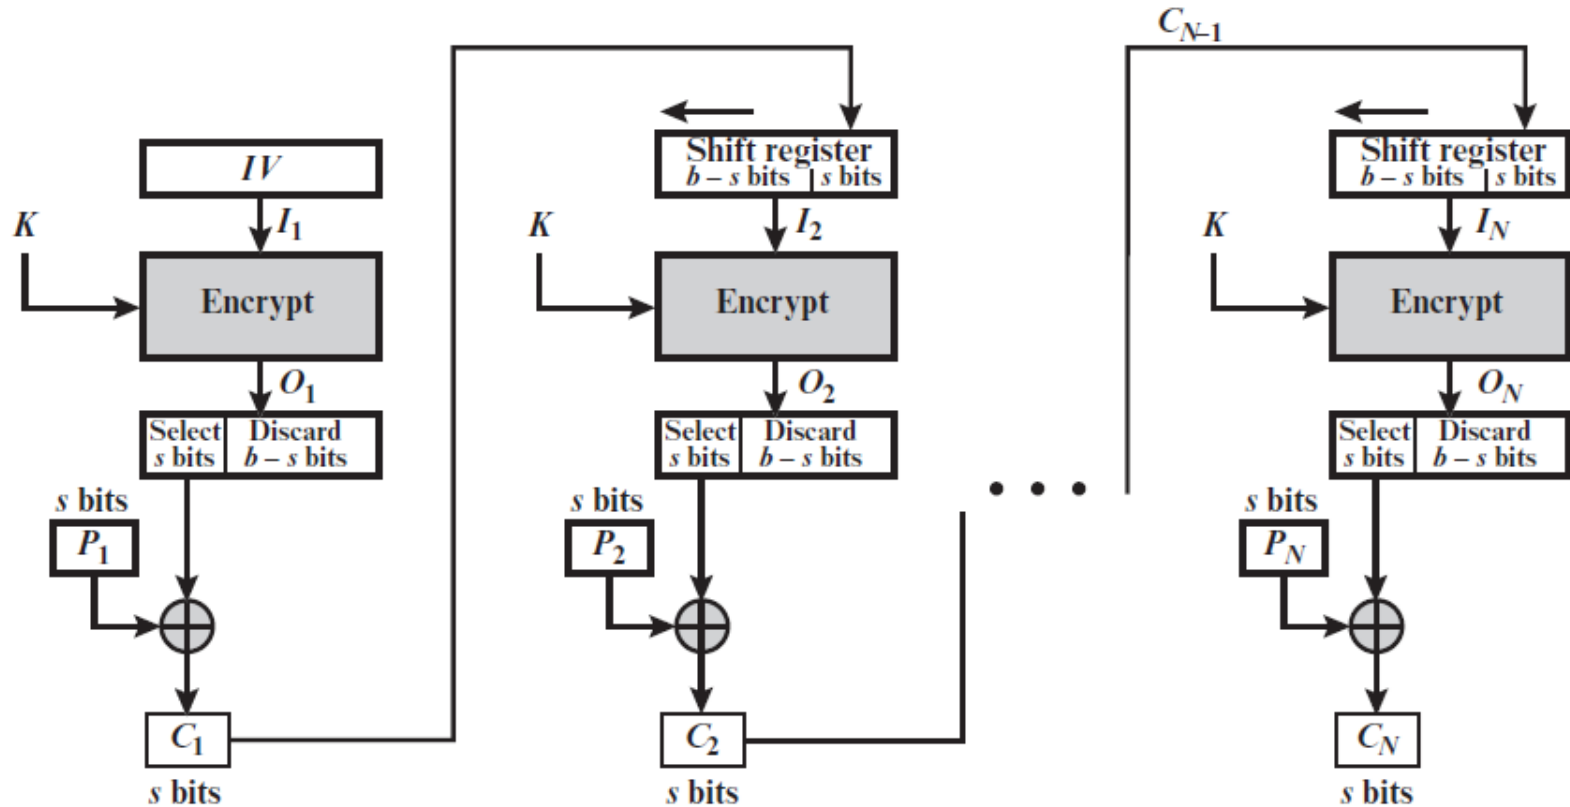 C_{N–1}
IV
Shift register
b – s bits | s bits
Shift register
b – s bits | s bits
K
I_1
K
I_2
K
I_N
Encrypt
Encrypt
Encrypt
O_1
O_2
O_N
Select
s bits
Discard
b – s bits
Select
s bits
Discard
b – s bits
Select
s bits
Discard
b – s bits
s bits
P_1
s bits
P_2
s bits
P_N
C_1
s bits
C_2
s bits
C_N
s bits